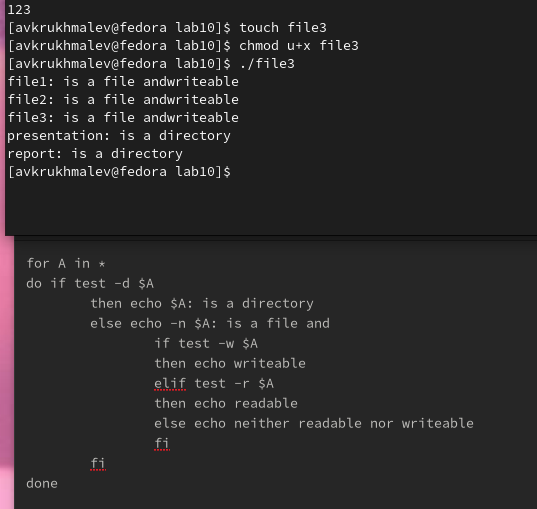 123
[avkrukhmalev@fedora lab10]$ touch file3
[avkrukhmalev@fedora lab10]$ chmod u+x file3
[avkrukhmalev@fedora lab10]$ ./file3
file1: is a file andwriteable
file2: is a file andwriteable
file3: is a file andwriteable
presentation: is a directory
report: is a directory
[avkrukhmalev@fedora lab10]$
for A in *
do if test -d $A
then echo $A: is a directory
else echo -n $A: is a file and
if test -w $A
then echo writeable
elif test -r $A
then echo readable
else echo neither readable nor writeable
fi
fi
done